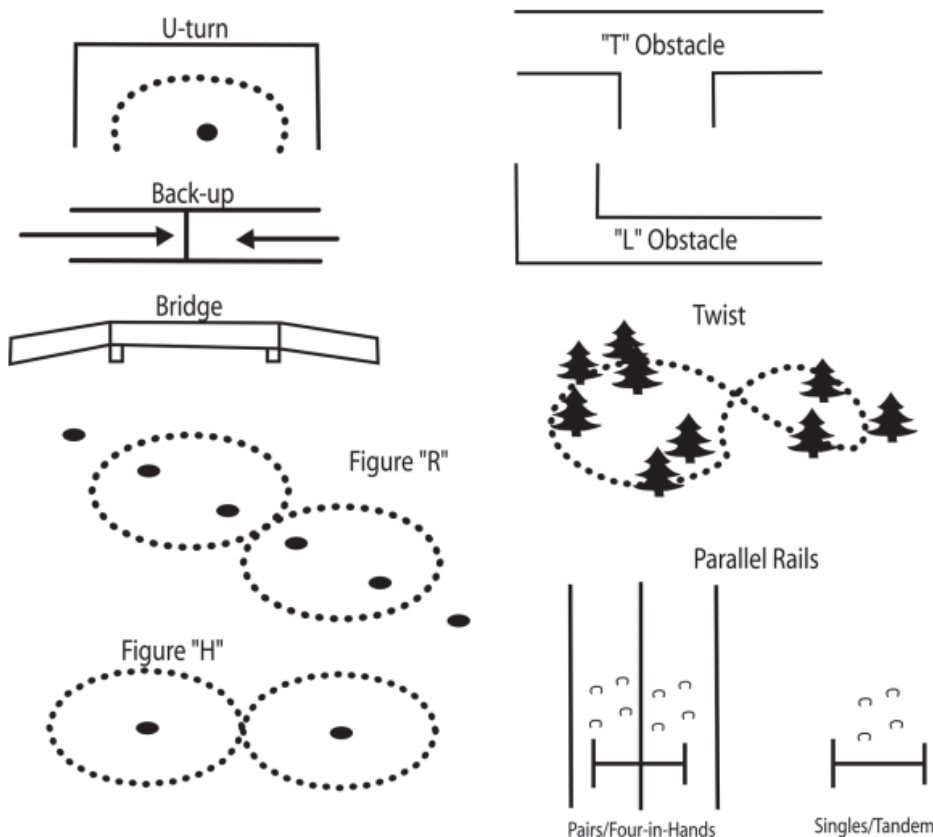 U-turn
"T" Obstacle
Back-up
"L" Obstacle
Bridge
Twist
Figure "R"
Parallel Rails
Figure "H"
C C C C
C C C C
C C
C C
Pairs/Four-in-Hands
Singles/Tandem